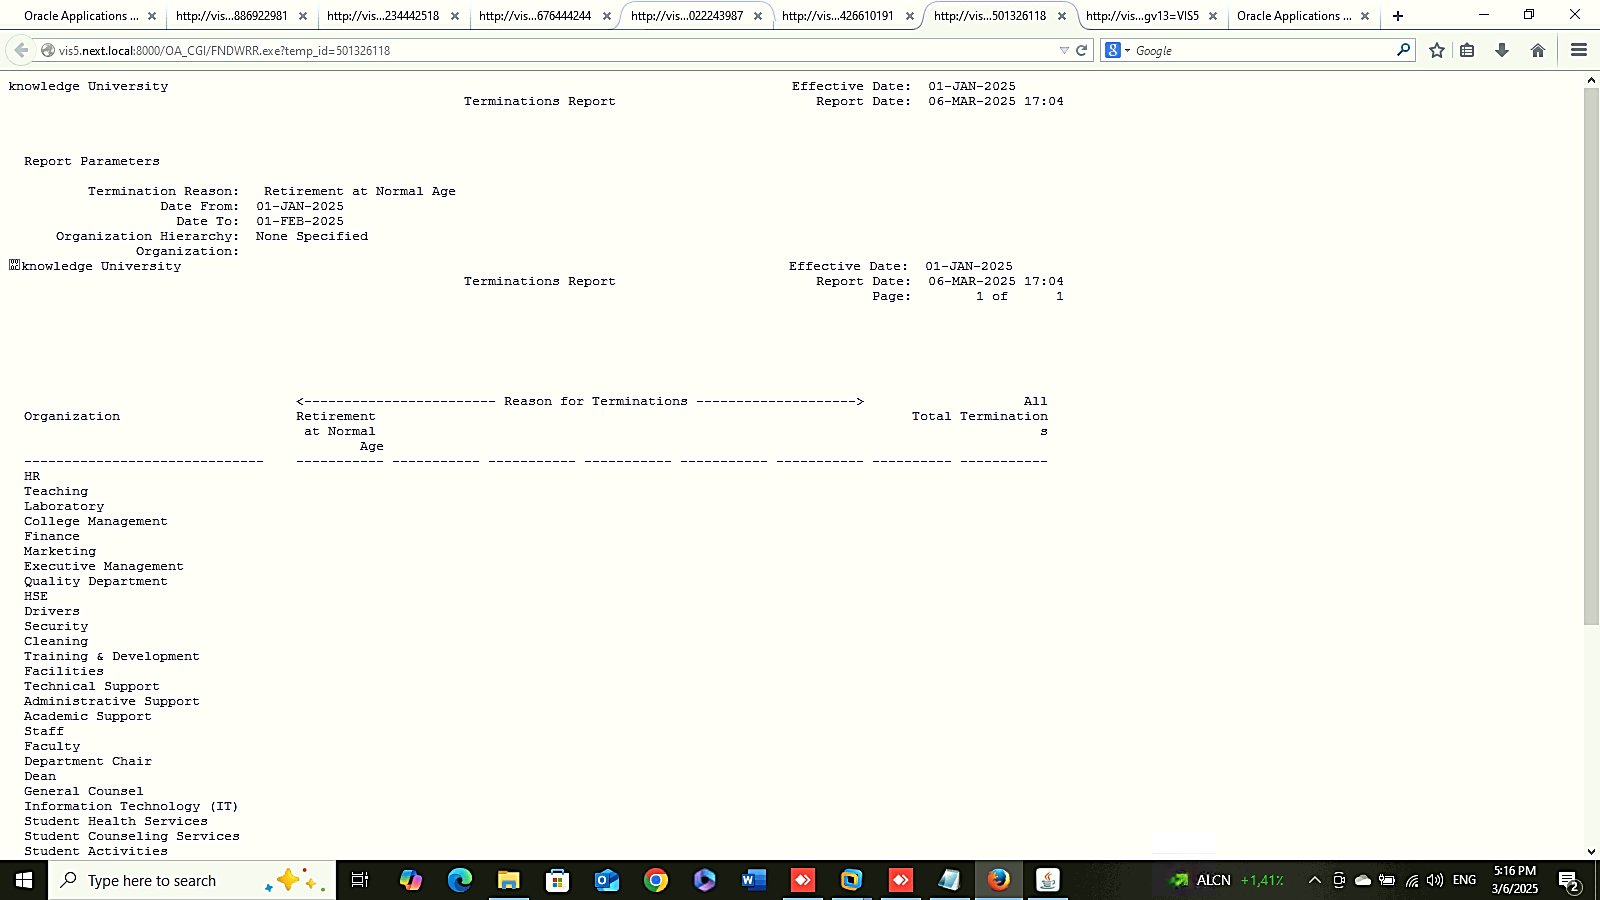 Oracle Applications ...
http://vis...886922981
http://vis...234442518
http://vis...676444244
http://vis...022243987
http://vis...426610191
http://vis...501326118
http://vis...gv13=VIS5
Oracle Applications ...
vis5.next.local:8000/OA_CGI/FNDWRR.exe?temp_id=501326118
Google
knowledge University Effective Date: 01-JAN-2025
Terminations Report Report Date: 06-MAR-2025 17:04
Report Parameters
Termination Reason: Retirement at Normal Age
Date From: 01-JAN-2025
Date To: 01-FEB-2025
Organization Hierarchy: None Specified
Organization:
knowledge University Effective Date: 01-JAN-2025
Terminations Report Report Date: 06-MAR-2025 17:04
Page: 1 of 1
<------------------------ Reason for Terminations --------------------> All
Organization Retirement Total Termination
at Normal s
Age
------------------------------ ----------- ----------- ----------- ----------- ----------- ----------- ---------- -----------
HR
Teaching
Laboratory
College Management
Finance
Marketing
Executive Management
Quality Department
HSE
Drivers
Security
Cleaning
Training & Development
Facilities
Technical Support
Administrative Support
Academic Support
Staff
Faculty
Department Chair
Dean
General Counsel
Information Technology (IT)
Student Health Services
Student Counseling Services
Student Activities
Type here to search
ALCN +1,41%
ENG
5:16 PM
3/6/2025
2